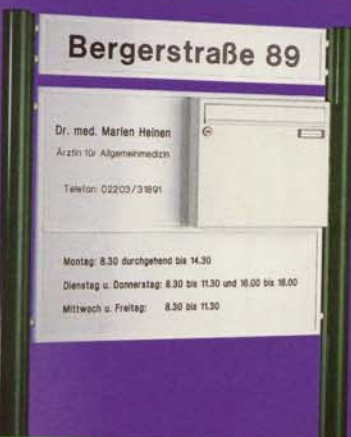 Bergerstraße 89
Dr. med. Marlen Heinen
Ärztin für Allgemeinmedizin
Telefon: 02203/31891
Montag: 8.30 durchgehend bis 14.30
Dienstag u. Donnerstag: 8.30 bis 11.30 und 16.00 bis 18.00
Mittwoch u. Freitag: 8.30 bis 11.30